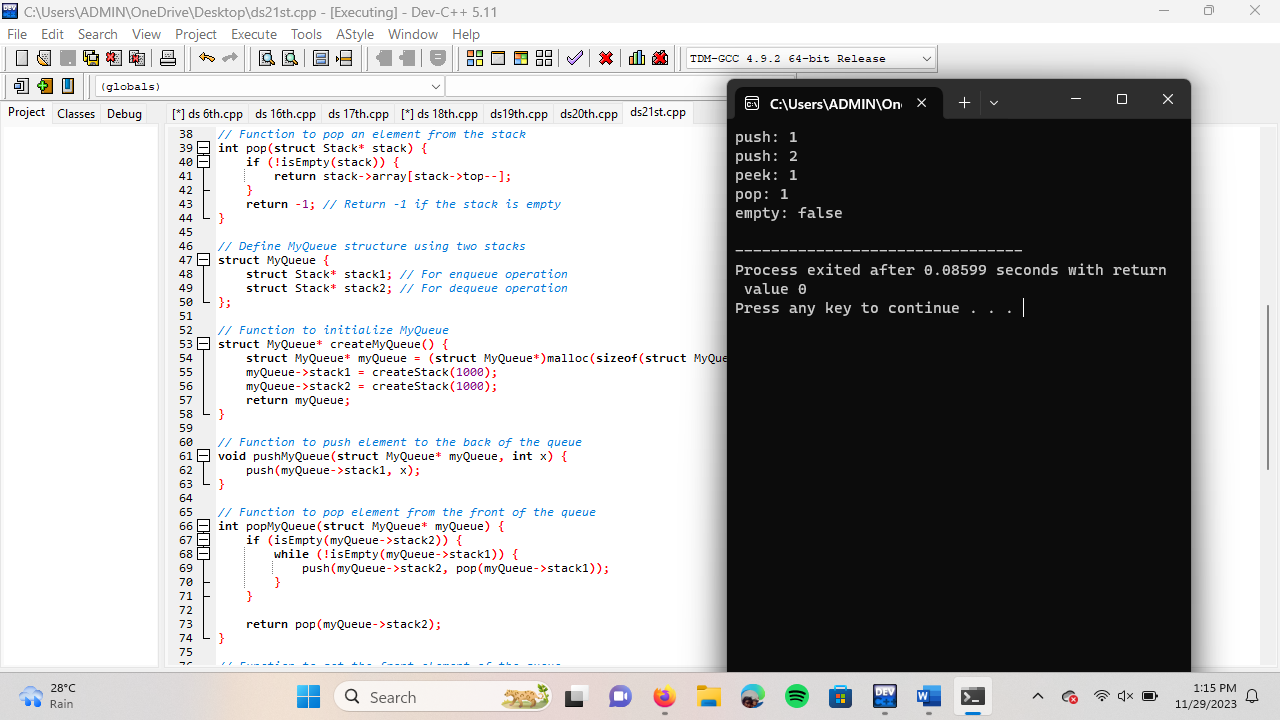 C:\Users\ADMIN\OneDrive\Desktop\ds21st.cpp - [Executing] - Dev-C++ 5.11
File Edit Search View Project Execute Tools AStyle Window Help
TDM-GCC 4.9.2 64-bit Release
(globals)
Project Classes Debug
[*] ds 6th.cpp ds 16th.cpp ds 17th.cpp [*] ds 18th.cpp ds19th.cpp ds20th.cpp ds21st.cpp
38 // Function to pop an element from the stack
39 int pop(struct Stack* stack) {
40 if (!isEmpty(stack)) {
41 return stack->array[stack->top--];
42 }
43 return -1; // Return -1 if the stack is empty
44 }
45
46 // Define MyQueue structure using two stacks
47 struct MyQueue {
48 struct Stack* stack1; // For enqueue operation
49 struct Stack* stack2; // For dequeue operation
50 };
51
52 // Function to initialize MyQueue
53 struct MyQueue* createMyQueue() {
54 struct MyQueue* myQueue = (struct MyQueue*)malloc(sizeof(struct MyQue
55 myQueue->stack1 = createStack(1000);
56 myQueue->stack2 = createStack(1000);
57 return myQueue;
58 }
59
60 // Function to push element to the back of the queue
61 void pushMyQueue(struct MyQueue* myQueue, int x) {
62 push(myQueue->stack1, x);
63 }
64
65 // Function to pop element from the front of the queue
66 int popMyQueue(struct MyQueue* myQueue) {
67 if (isEmpty(myQueue->stack2)) {
68 while (!isEmpty(myQueue->stack1)) {
69 push(myQueue->stack2, pop(myQueue->stack1));
70 }
71 }
72
73 return pop(myQueue->stack2);
74 }
75
76 // Function to get the front element of the queue
C:\Users\ADMIN\One
push: 1
push: 2
peek: 1
pop: 1
empty: false
--------------------------------
Process exited after 0.08599 seconds with return
value 0
Press any key to continue . . .
28°C
Rain
Search
DEV
W
1:15 PM
11/29/2023